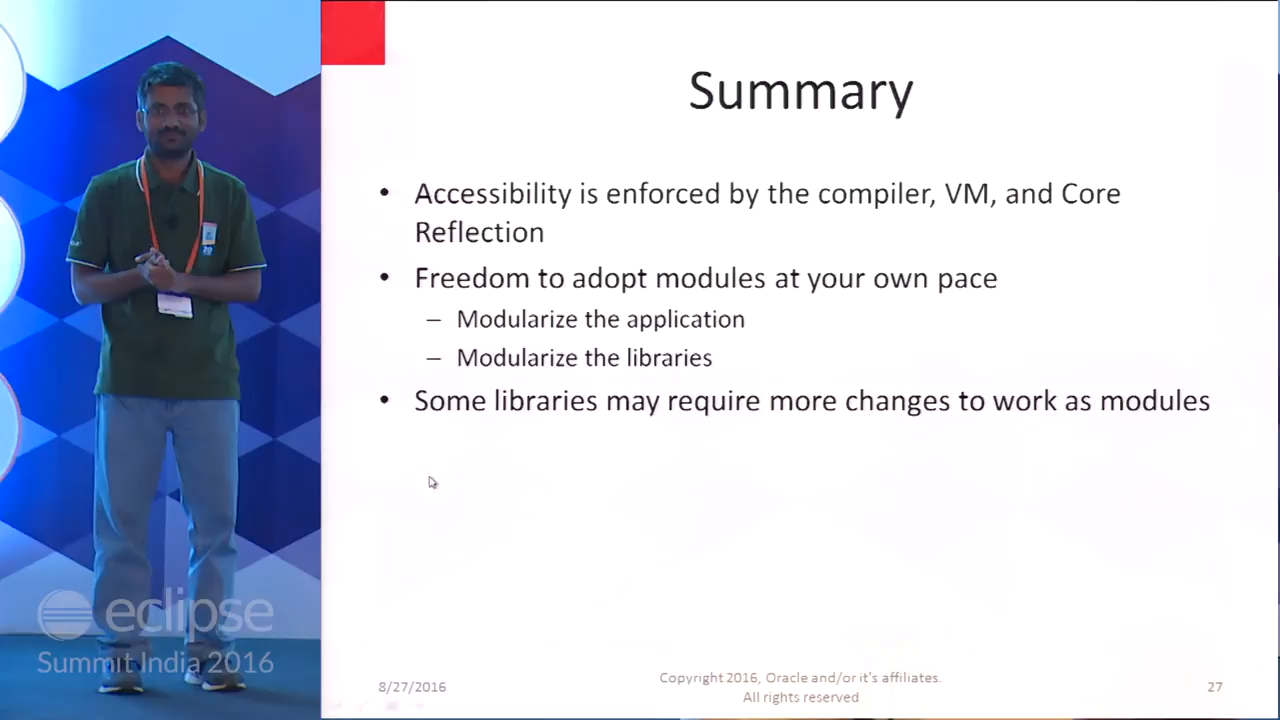 Summary
• Accessibility is enforced by the compiler, VM, and Core
Reflection
• Freedom to adopt modules at your own pace
– Modularize the application
– Modularize the libraries
• Some libraries may require more changes to work as modules
eclipse
Summit India 2016
8/27/2016
Copyright 2016, Oracle and/or it's affiliates.
All rights reserved
27